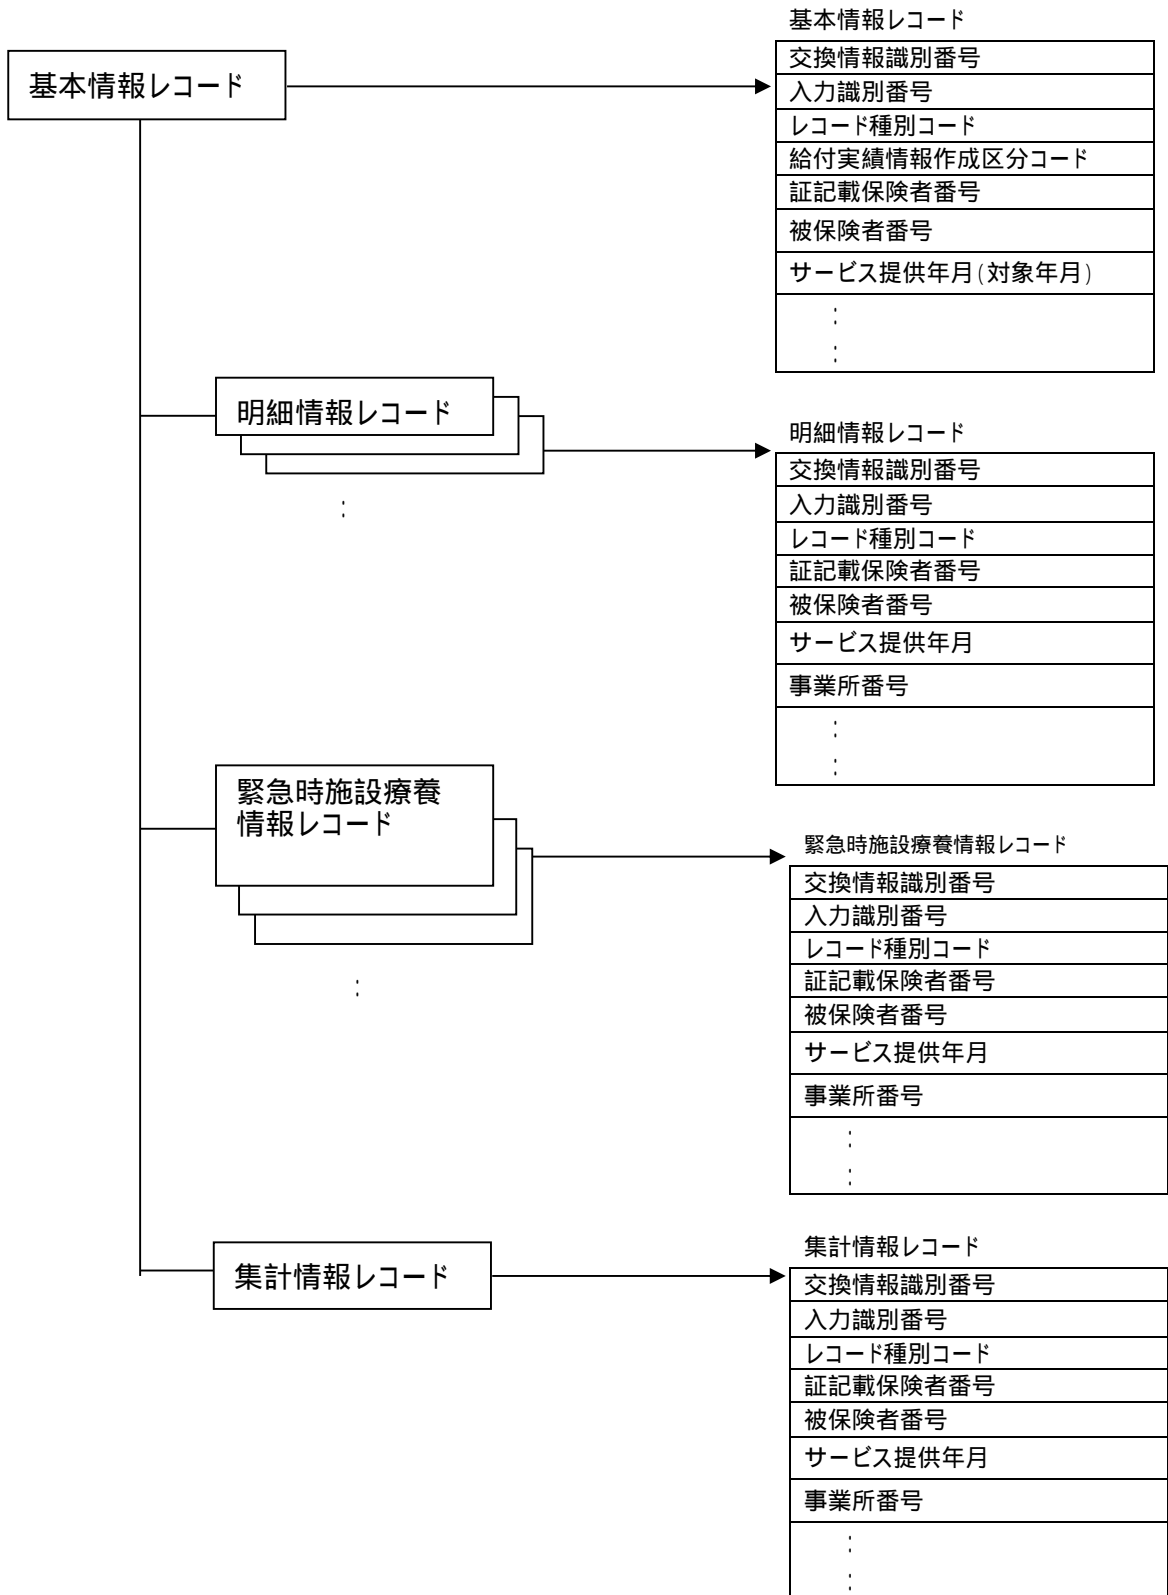 基本情報レコード
基本情報レコード
交換情報識別番号
入力識別番号
レコード種別コード
給付実績情報作成区分コード
証記載保険者番号
被保険者番号
サービス提供年月(対象年月)
:
:
明細情報レコード
:
明細情報レコード
交換情報識別番号
入力識別番号
レコード種別コード
証記載保険者番号
被保険者番号
サービス提供年月
事業所番号
:
:
緊急時施設療養
情報レコード
:
緊急時施設療養情報レコード
交換情報識別番号
入力識別番号
レコード種別コード
証記載保険者番号
被保険者番号
サービス提供年月
事業所番号
:
:
集計情報レコード
集計情報レコード
交換情報識別番号
入力識別番号
レコード種別コード
証記載保険者番号
被保険者番号
サービス提供年月
事業所番号
:
: